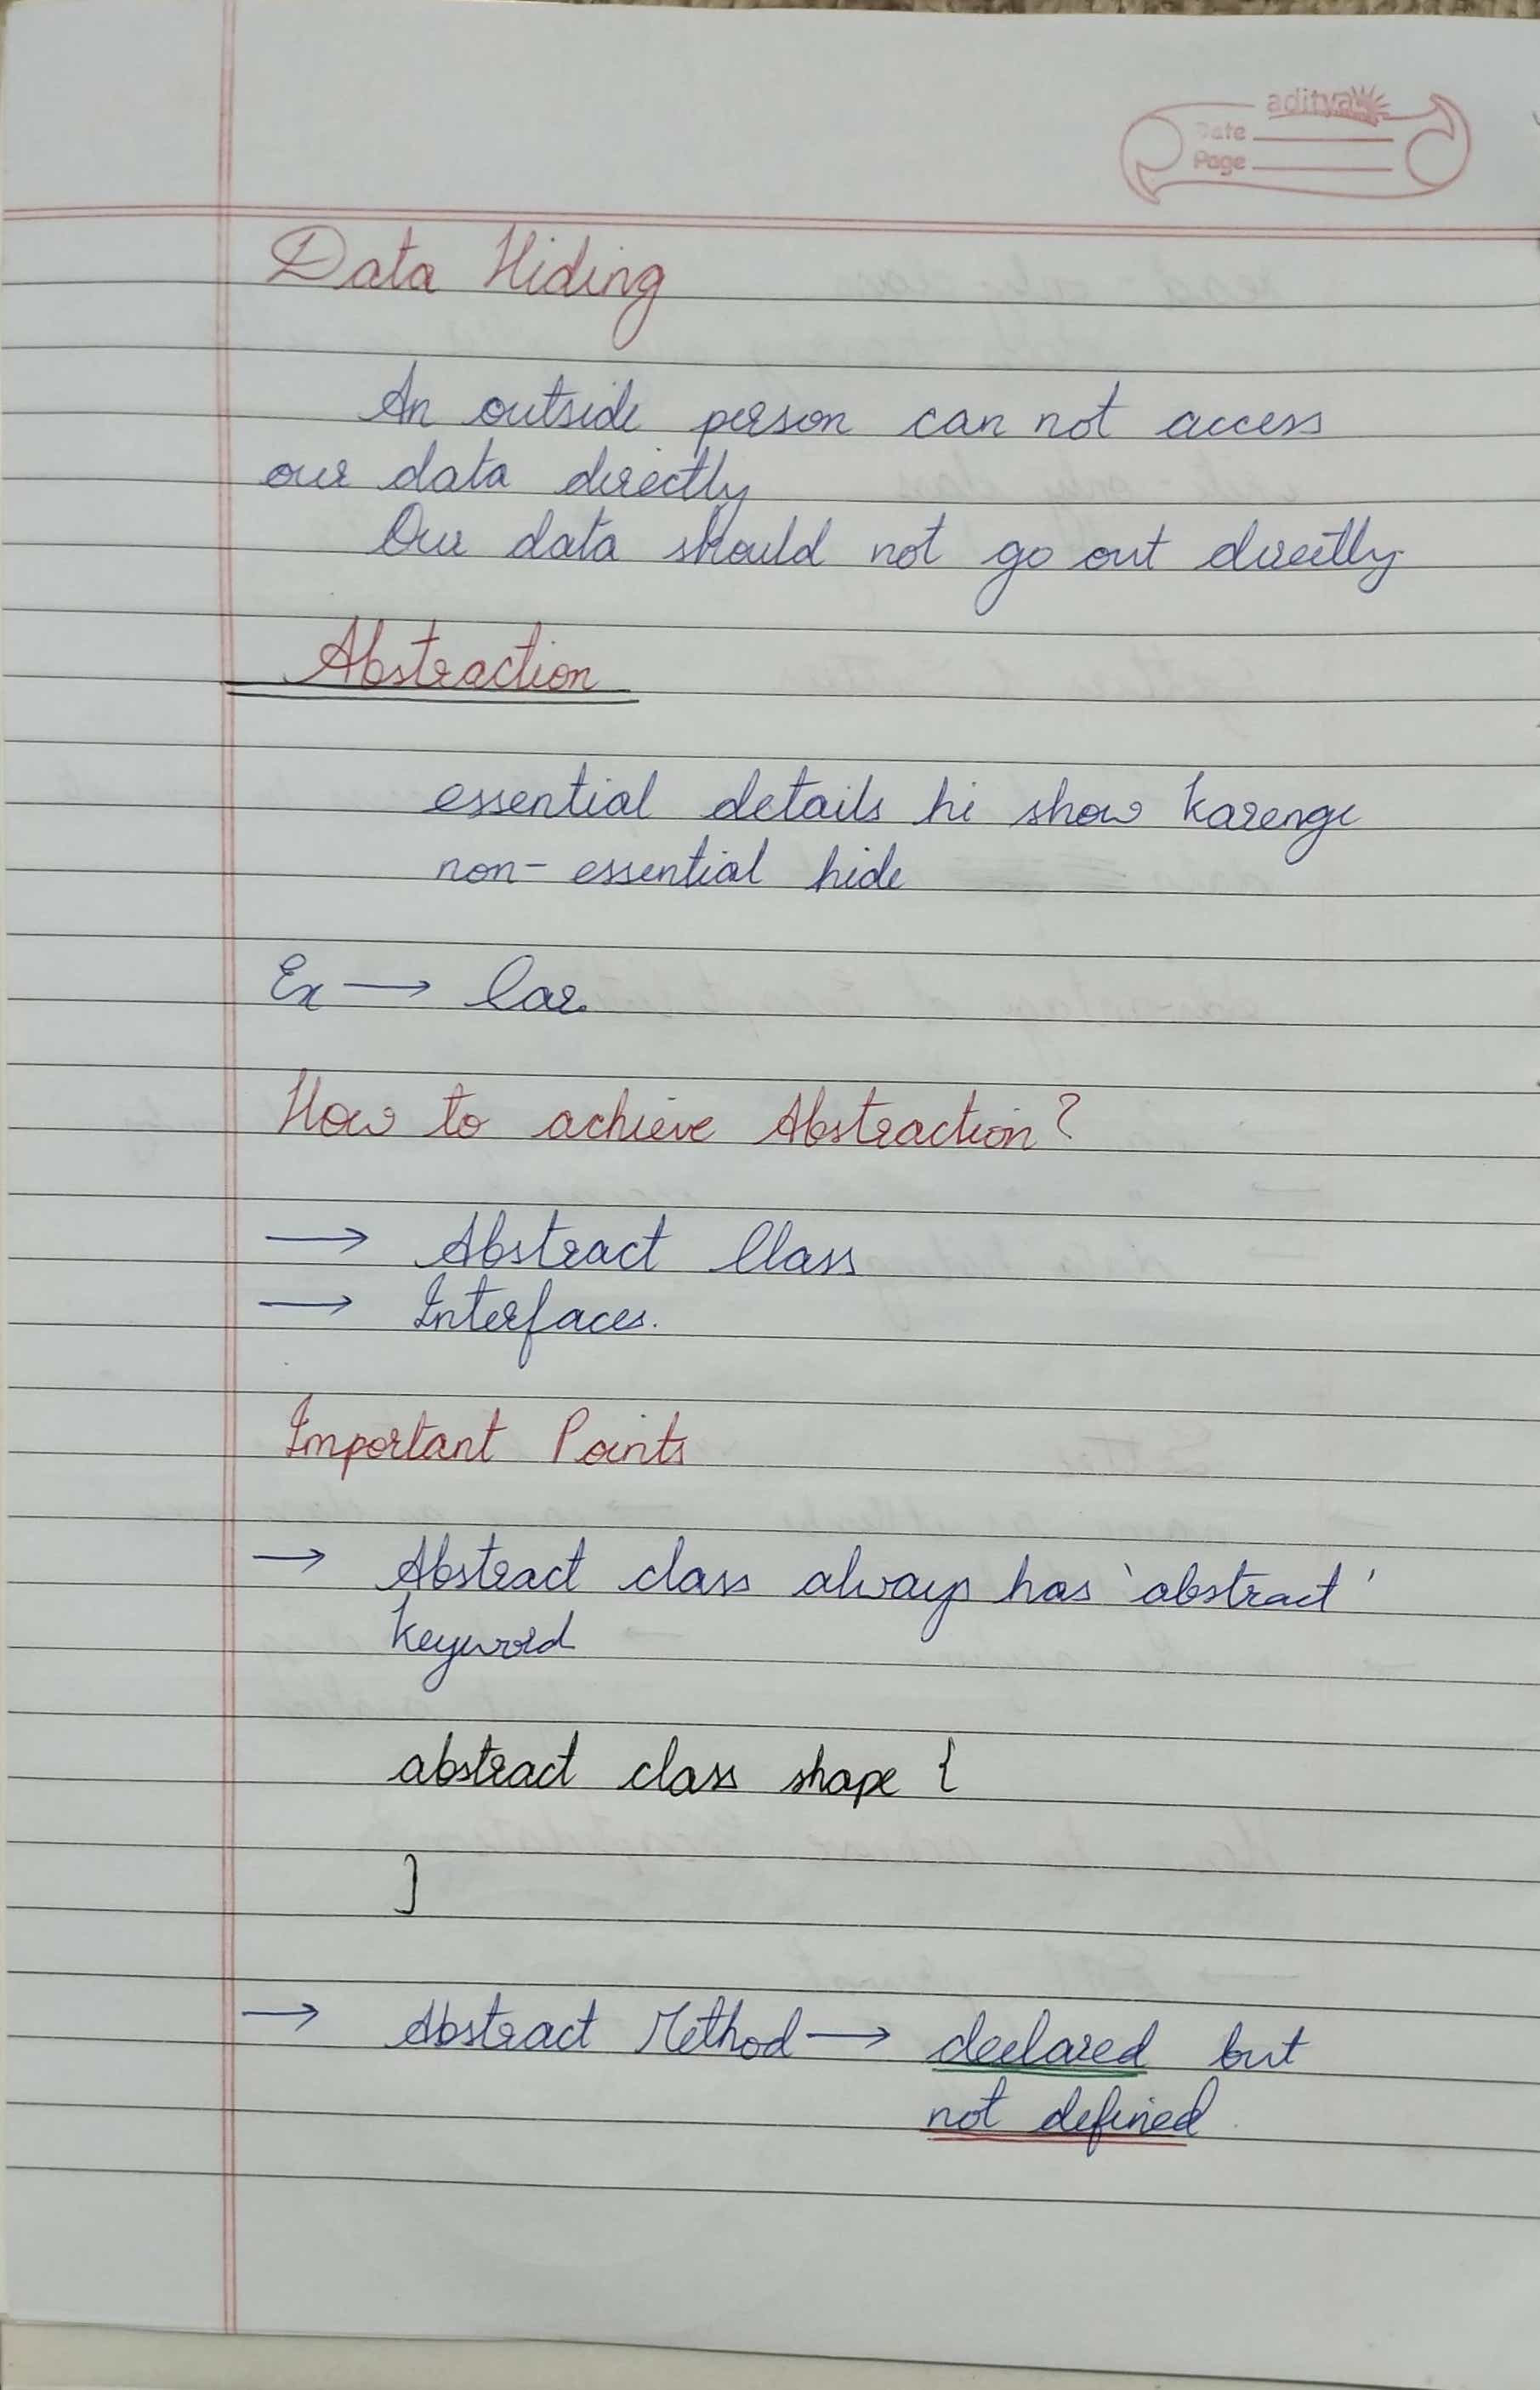 aditya
Date
Page
Data Hiding
An outside person can not access
our data directly
Our data should not go out directly
Abstraction
essential details hi show karenge
non-essential hide
Ex → Car
How to achieve Abstraction?
→ Abstract Class
→ Interfaces.
Important Points
→ Abstract class always has 'abstract'
keyword
abstract class shape {
}
→ Abstract Method → declared but
not defined